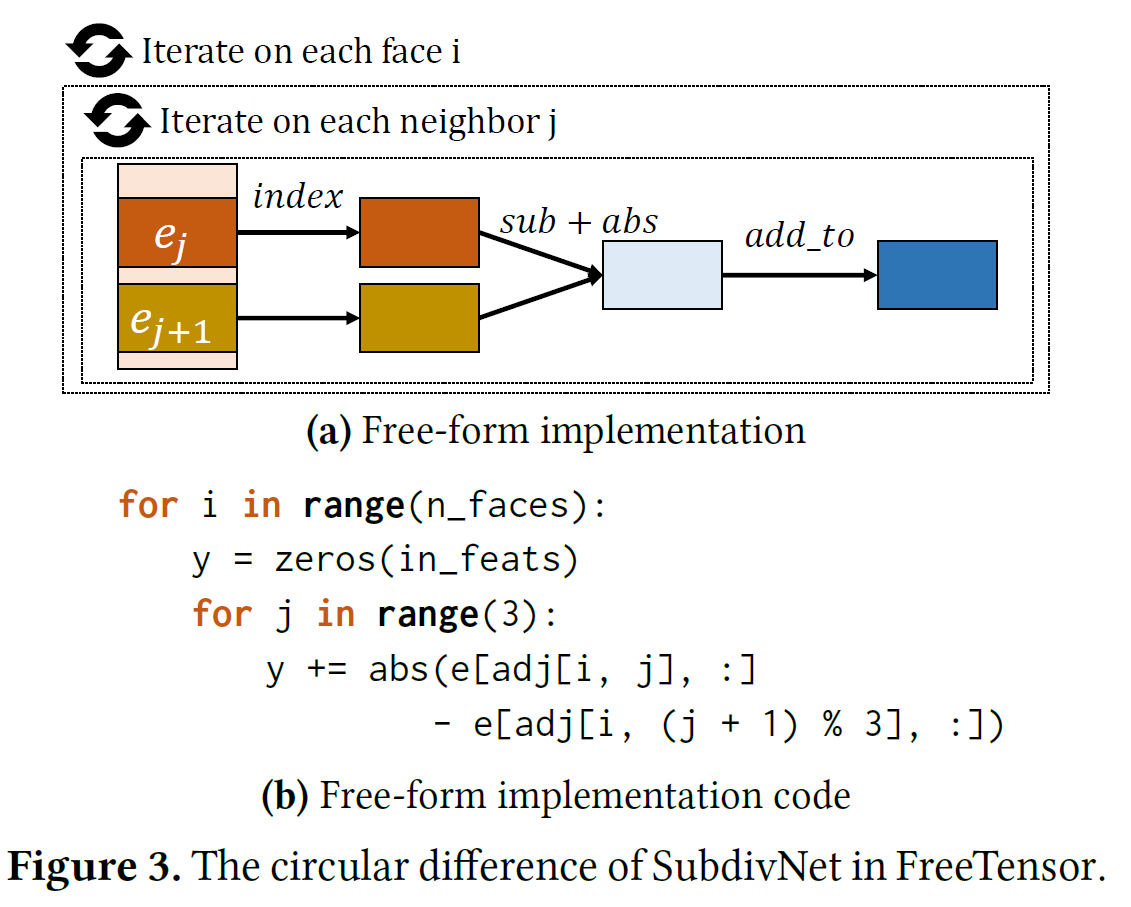 Iterate on each face i
Iterate on each neighbor j
index
e_j
sub + abs
add_to
e_{j+1}
(a) Free-form implementation
for i in range(n_faces):
    y = zeros(in_feats)
    for j in range(3):
        y += abs(e[adj[i, j], :]
                 - e[adj[i, (j + 1) % 3], :])
(b) Free-form implementation code
Figure 3. The circular difference of SubdivNet in FreeTensor.